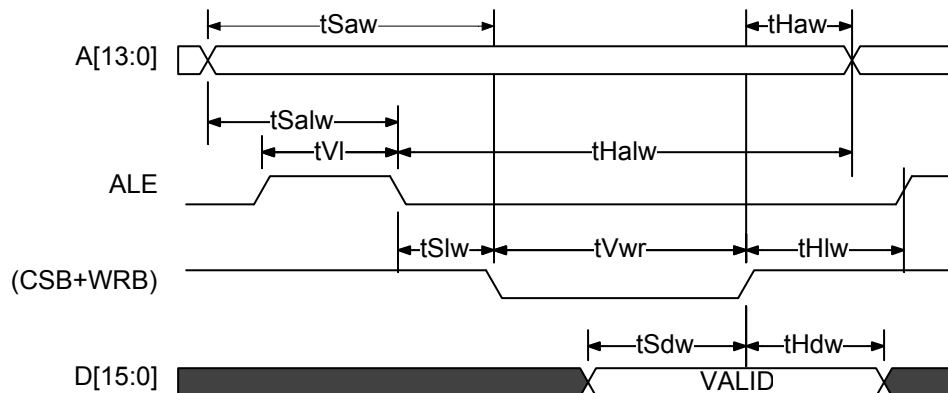 tSaw tHaw
A[13:0]
tSalw
tVl tHalw
ALE
tSlw tVwr tHlw
(CSB+WRB)
tSdw tHdw
D[15:0] VALID